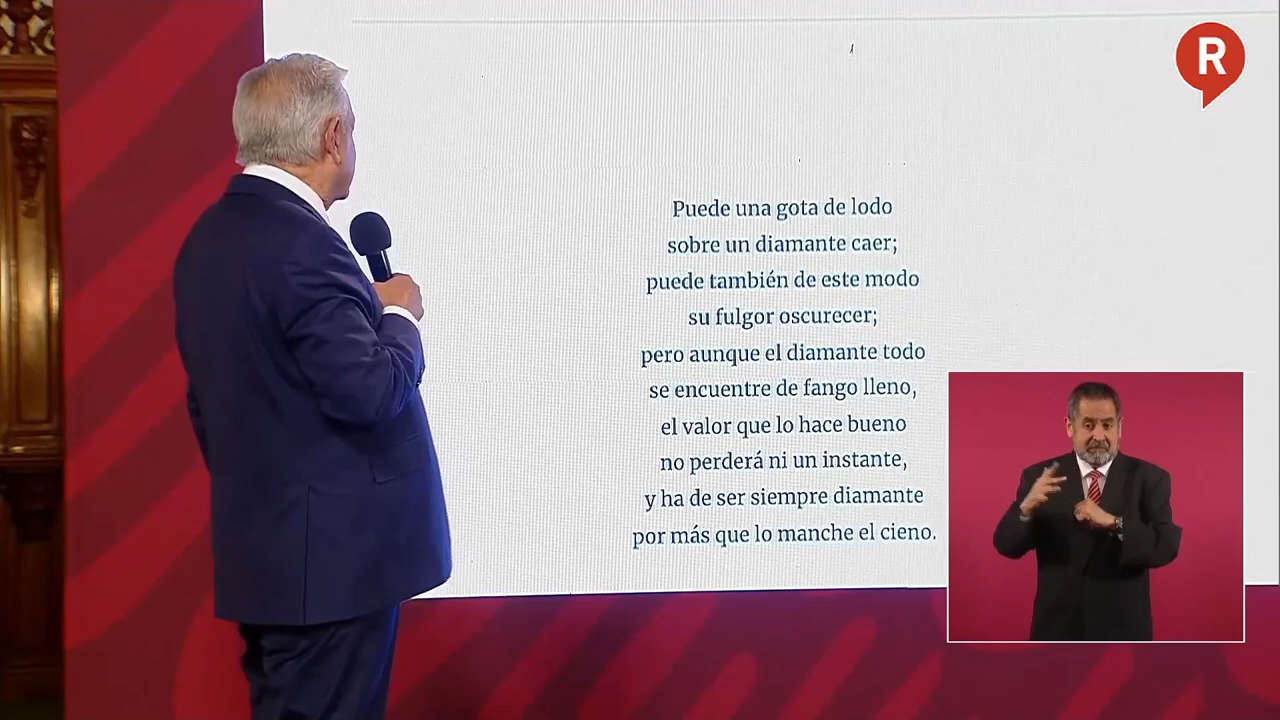 R
Puede una gota de lodo
sobre un diamante caer;
puede también de este modo
su fulgor oscurecer;
pero aunque el diamante todo
se encuentre de fango lleno,
el valor que lo hace bueno
no perderá ni un instante,
y ha de ser siempre diamante
por más que lo manche el cieno.